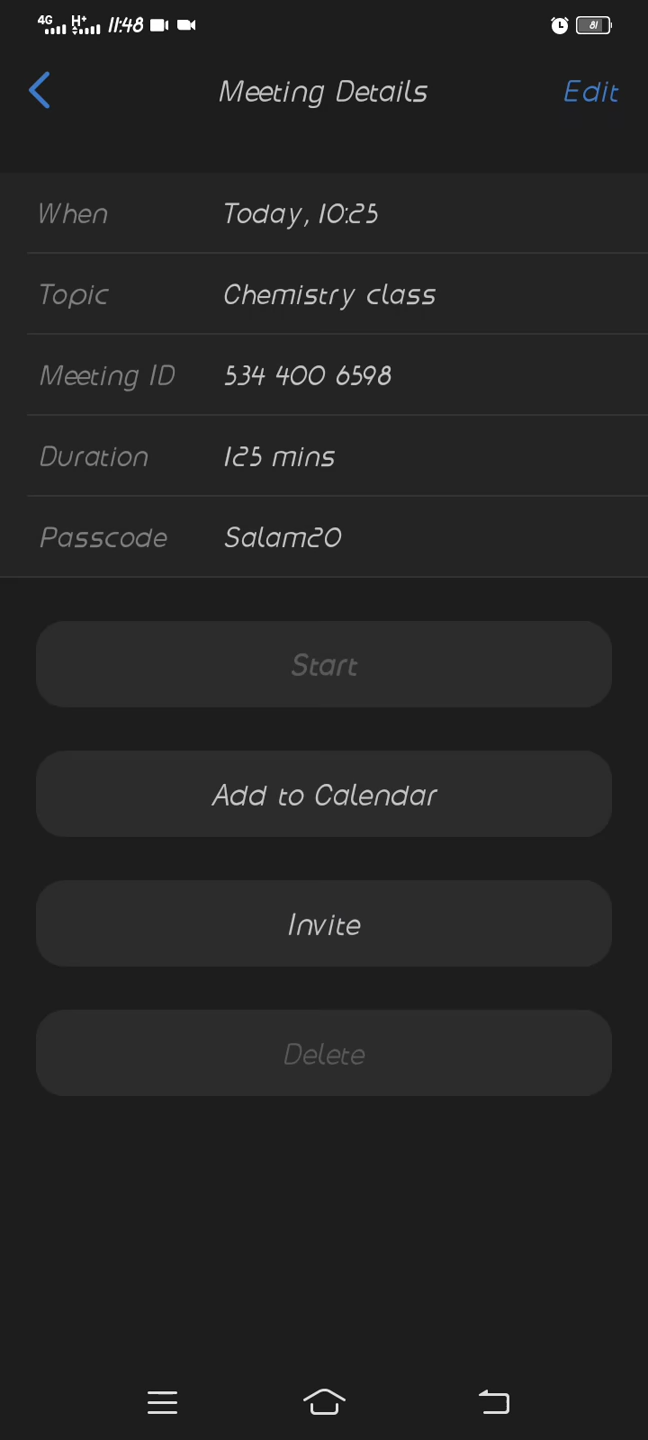 4G H+ 11:48 81
Meeting Details Edit
When Today, 10:25
Topic Chemistry class
Meeting ID 534 400 6598
Duration 125 mins
Passcode Salam20
Start
Add to Calendar
Invite
Delete